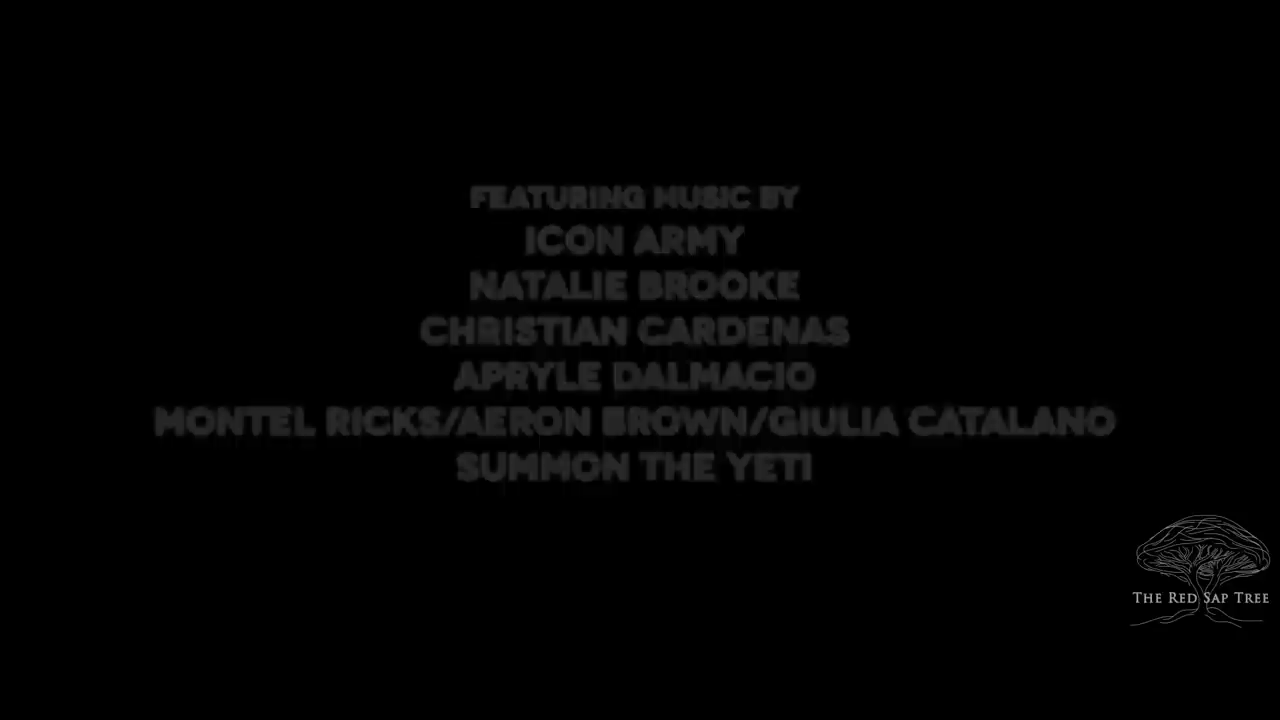 FEATURING MUSIC BY
ICON ARMY
NATALIE BROOKE
CHRISTIAN CARDENAS
APRYLE DALMACIO
MONTEL RICKS/AERON BROWN/GIULIA CATALANO
SUMMON THE YETI
THE RED SAP TREE